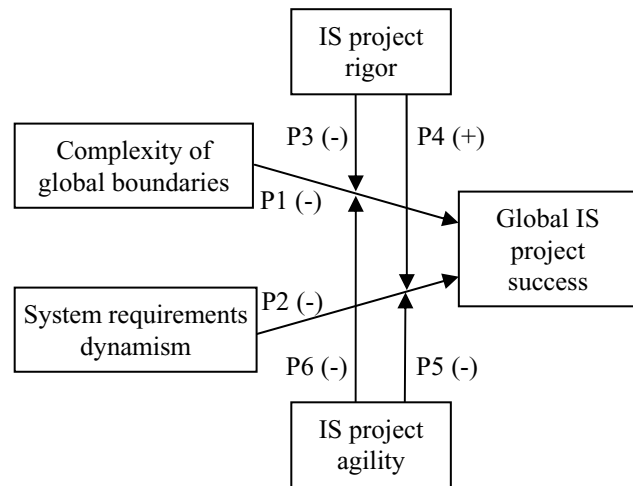 IS project
rigor
P3 (-)
P4 (+)
Complexity of
global boundaries
P1 (-)
Global IS
project
success
P2 (-)
System requirements
dynamism
P6 (-)
P5 (-)
IS project
agility